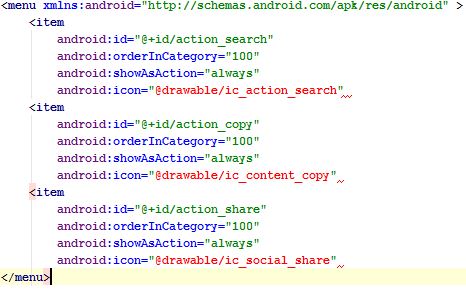 <menu xmlns:android="http://schemas.android.com/apk/res/android" >
    <item
        android:id="@+id/action_search"
        android:orderInCategory="100"
        android:showAsAction="always"
        android:icon="@drawable/ic_action_search"
    <item
        android:id="@+id/action_copy"
        android:orderInCategory="100"
        android:showAsAction="always"
        android:icon="@drawable/ic_content_copy"
    <item
        android:id="@+id/action_share"
        android:orderInCategory="100"
        android:showAsAction="always"
        android:icon="@drawable/ic_social_share"
</menu>